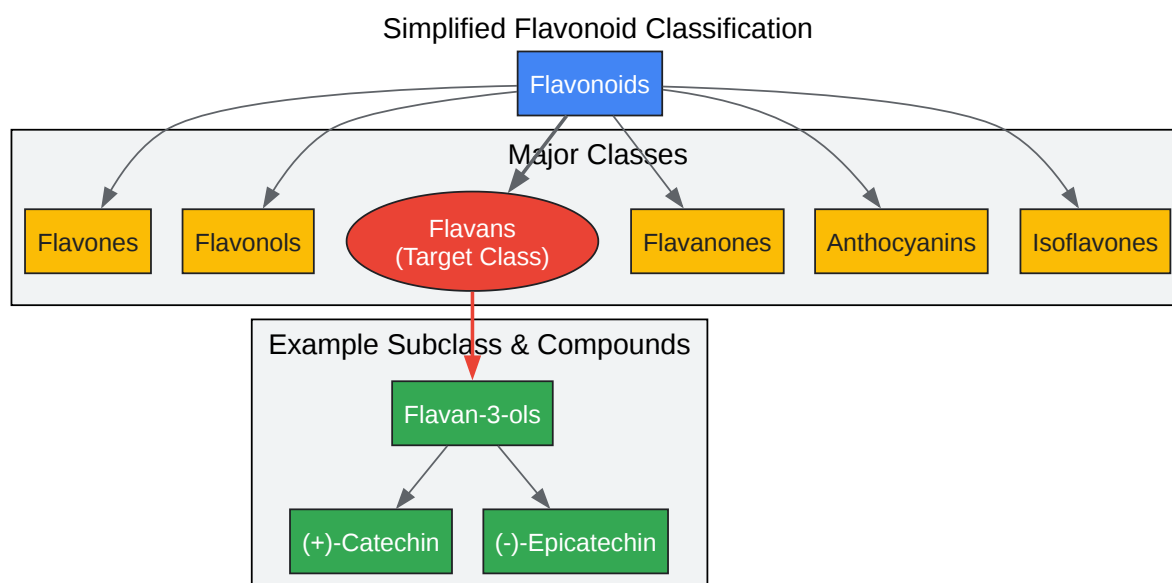 Simplified Flavonoid Classification
Flavonoids
Major Classes
Flavones
Flavonols
Flavans
(Target Class)
Flavanones
Anthocyanins
Isoflavones
Example Subclass & Compounds
Flavan-3-ols
(+)-Catechin
(-)-Epicatechin